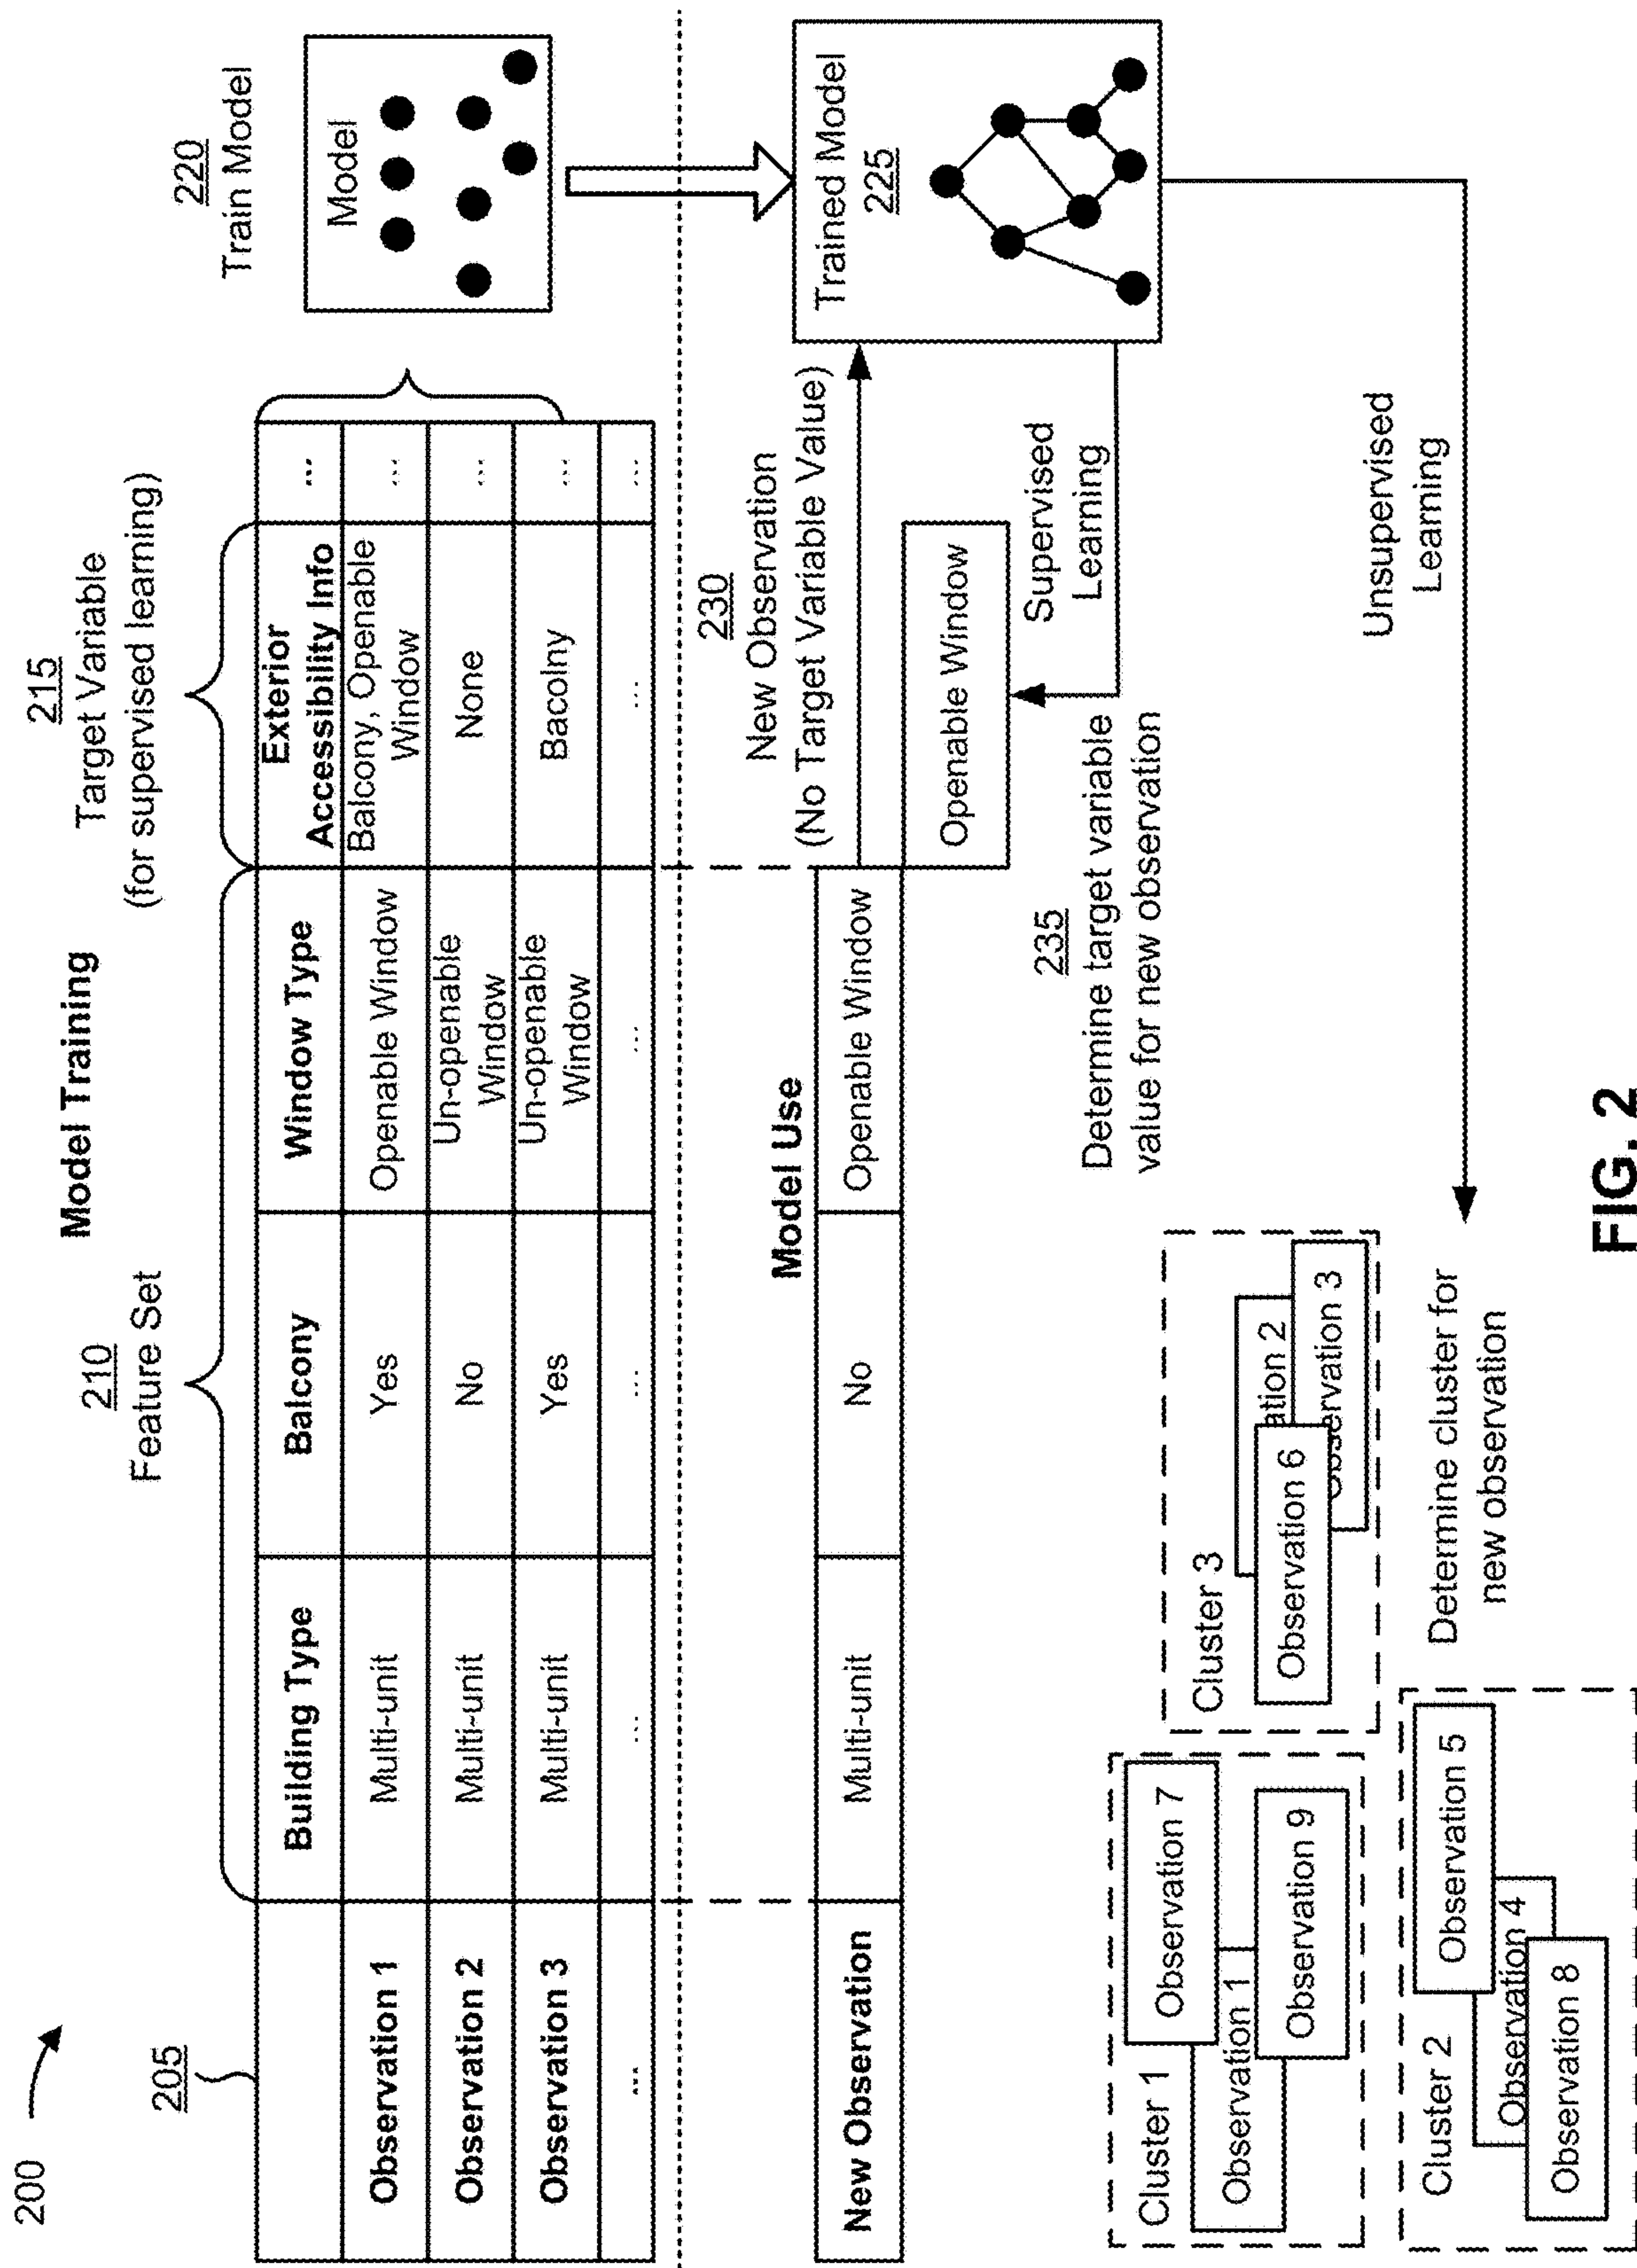 200
Model Training
205
210
Feature Set
215
Target Variable
(for supervised learning)
220
Train Model
Building Type
Balcony
Window Type
Exterior
Accessibility Info
...
Observation 1
Multi-unit
Yes
Openable Window
Balcony, Openable
Window
...
Observation 2
Multi-unit
No
Un-openable
Window
None
...
Observation 3
Multi-unit
Yes
Un-openable
Window
Bacolny
...
...
...
...
...
...
...
Model
Model Use
230
New Observation
(No Target Variable Value)
New Observation
Multi-unit
No
Openable Window
Openable Window
Trained Model
225
Supervised
Learning
235
Determine target variable
value for new observation
Unsupervised
Learning
Cluster 1
Observation 7
Observation 1
Observation 9
Cluster 3
ation 2
Observation 3
Observation 6
Cluster 2
Observation 5
Observation 4
Observation 8
Determine cluster for
new observation
FIG. 2